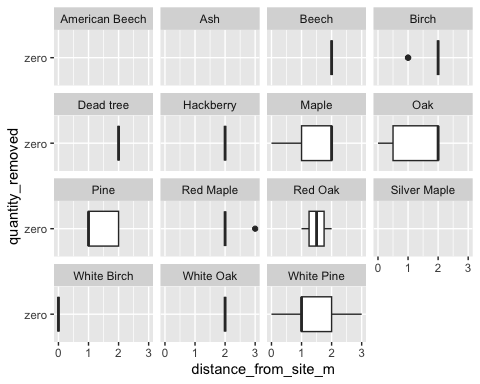 American Beech Ash Beech Birch
zero
Dead tree Hackberry Maple Oak
zero
Pine Red Maple Red Oak Silver Maple
zero
0 1 2 3
White Birch White Oak White Pine
zero
0 1 2 3 0 1 2 3 0 1 2 3
distance_from_site_m
quantity_removed